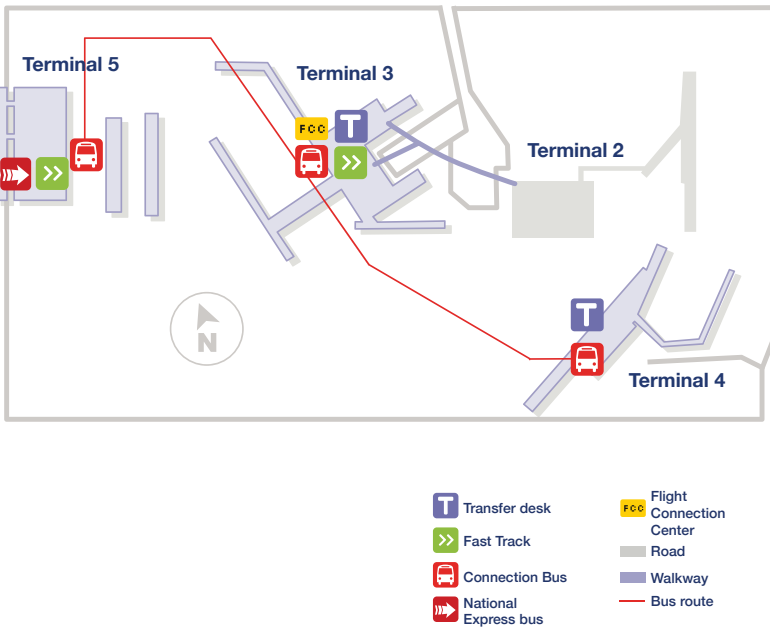 Terminal 5
Terminal 3
FCC
T
Terminal 2
T
Terminal 4
N
T Transfer desk
Fast Track
Connection Bus
National
Express bus
FCC Flight
Connection
Center
Road
Walkway
Bus route